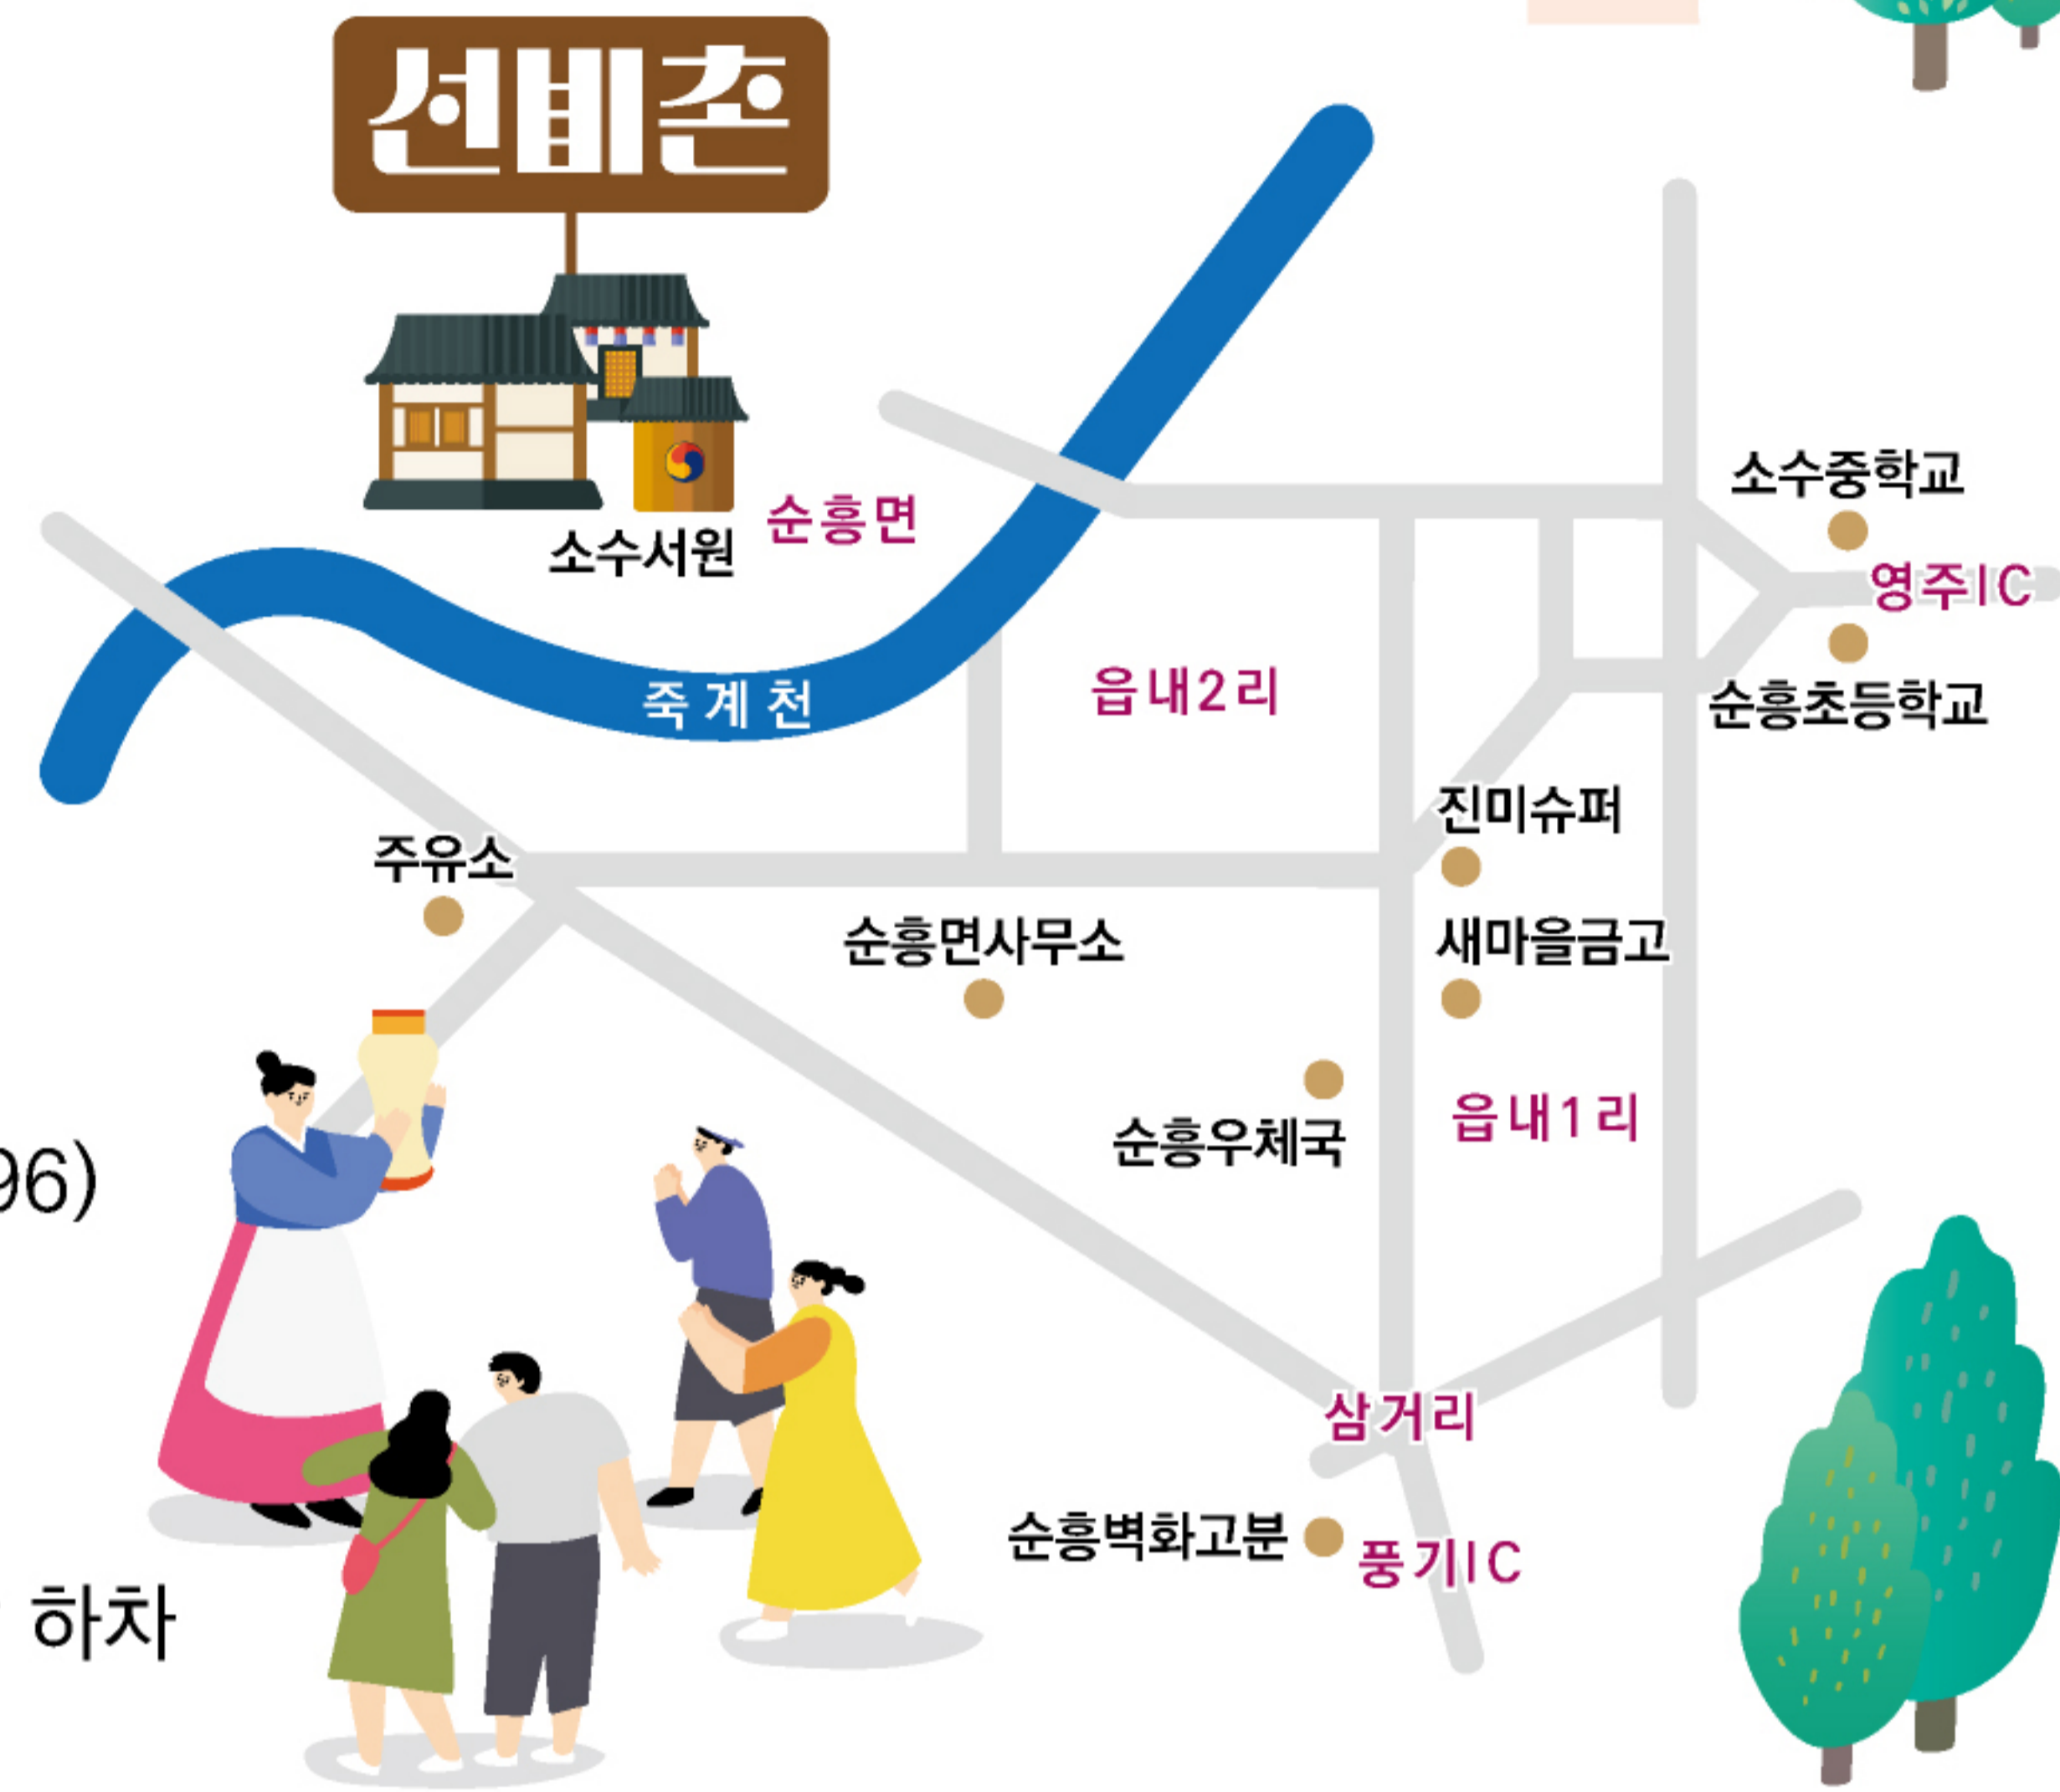 선비촌
소수중학교
순흥면
소수서원
영주IC
읍내2리
죽계천
순흥초등학교
진미슈퍼
주유소
순흥면사무소
새마을금고
읍내1리
순흥우체국
96)
삼거리
순흥벽화고분
풍기IC
하차